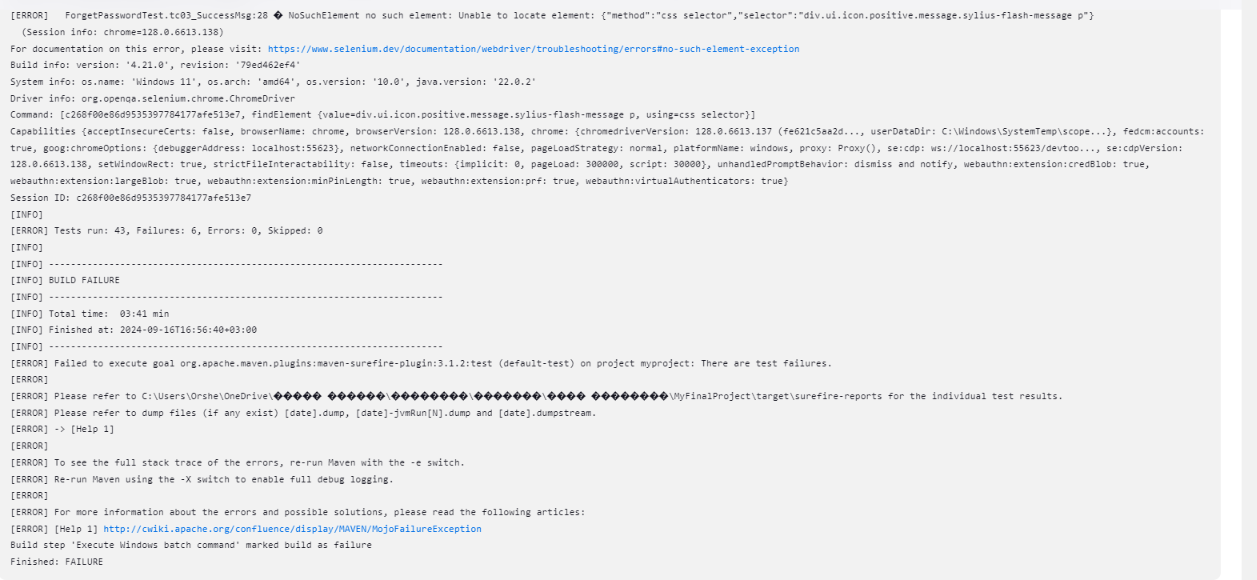 [ERROR]   ForgetPasswordTest.tc03_SuccessMsg:28 � NoSuchElement no such element: Unable to locate element: {"method":"css selector","selector":"div.ui.icon.positive.message.sylius-flash-message p"}
(Session info: chrome=128.0.6613.138)
For documentation on this error, please visit: https://www.selenium.dev/documentation/webdriver/troubleshooting/errors#no-such-element-exception
Build info: version: '4.21.0', revision: '79ed462ef4'
System info: os.name: 'Windows 11', os.arch: 'amd64', os.version: '10.0', java.version: '22.0.2'
Driver info: org.openqa.selenium.chrome.ChromeDriver
Command: [c268f00e86d9535397784177afe513e7, findElement {value=div.ui.icon.positive.message.sylius-flash-message p, using=css selector}]
Capabilities {acceptInsecureCerts: false, browserName: chrome, browserVersion: 128.0.6613.138, chrome: {chromedriverVersion: 128.0.6613.137 (fe621c5aa2d..., userDataDir: C:\Windows\SystemTemp\scope...}, fedcm:accounts:
true, goog:chromeOptions: {debuggerAddress: localhost:55623}, networkConnectionEnabled: false, pageLoadStrategy: normal, platformName: windows, proxy: Proxy(), se:cdp: ws://localhost:55623/devtoo..., se:cdpVersion:
128.0.6613.138, setWindowRect: true, strictFileInteractability: false, timeouts: {implicit: 0, pageLoad: 300000, script: 30000}, unhandledPromptBehavior: dismiss and notify, webauthn:extension:credBlob: true,
webauthn:extension:largeBlob: true, webauthn:extension:minPinLength: true, webauthn:extension:prf: true, webauthn:virtualAuthenticators: true}
Session ID: c268f00e86d9535397784177afe513e7
[INFO]
[ERROR] Tests run: 43, Failures: 6, Errors: 0, Skipped: 0
[INFO]
[INFO] ------------------------------------------------------------------------
[INFO] BUILD FAILURE
[INFO] ------------------------------------------------------------------------
[INFO] Total time:  03:41 min
[INFO] Finished at: 2024-09-16T16:56:40+03:00
[INFO] ------------------------------------------------------------------------
[ERROR] Failed to execute goal org.apache.maven.plugins:maven-surefire-plugin:3.1.2:test (default-test) on project myproject: There are test failures.
[ERROR]
[ERROR] Please refer to C:\Users\Orshe\OneDrive\����� ������\��������\�������\���� ��������\MyFinalProject\target\surefire-reports for the individual test results.
[ERROR] Please refer to dump files (if any exist) [date].dump, [date]-jvmRun[N].dump and [date].dumpstream.
[ERROR] -> [Help 1]
[ERROR]
[ERROR] To see the full stack trace of the errors, re-run Maven with the -e switch.
[ERROR] Re-run Maven using the -X switch to enable full debug logging.
[ERROR]
[ERROR] For more information about the errors and possible solutions, please read the following articles:
[ERROR] [Help 1] http://cwiki.apache.org/confluence/display/MAVEN/MojoFailureException
Build step 'Execute Windows batch command' marked build as failure
Finished: FAILURE